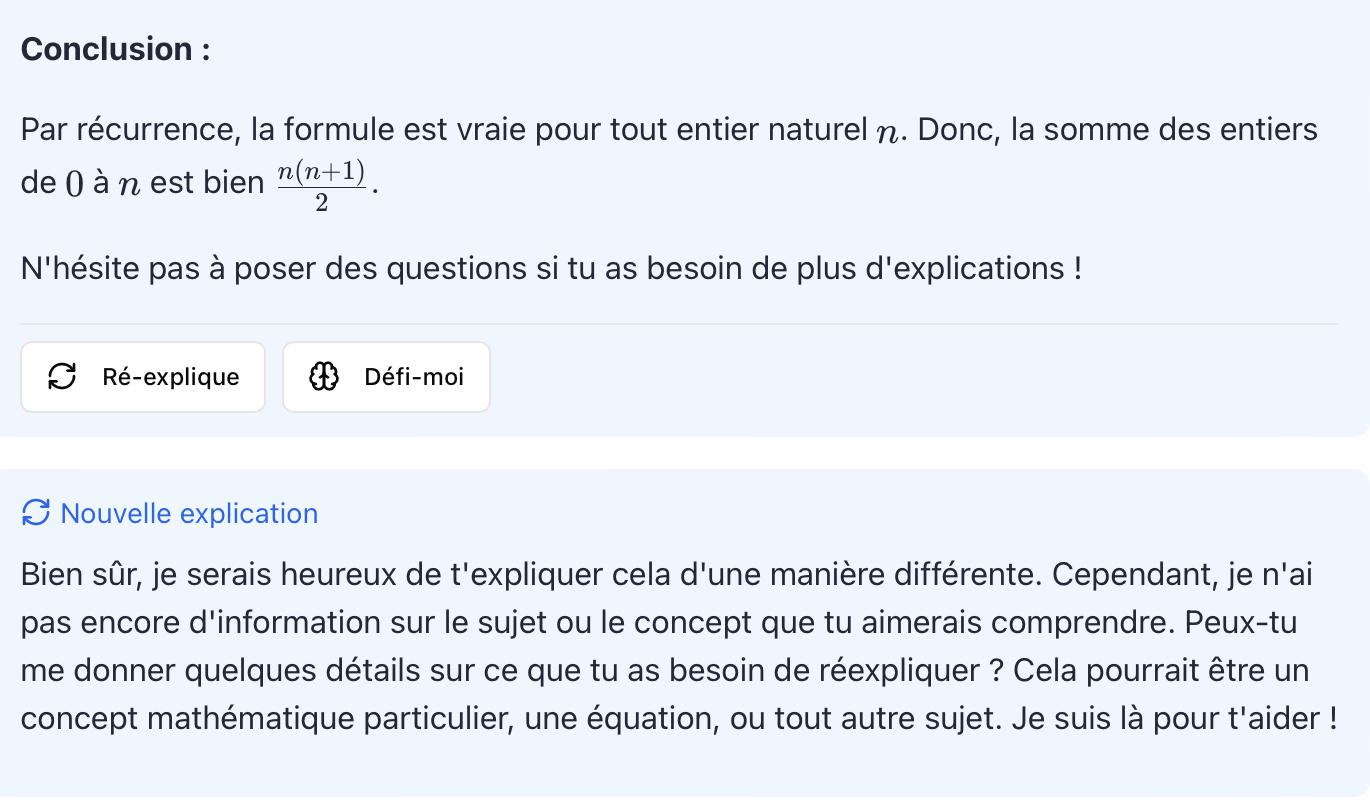 Conclusion :
Par récurrence, la formule est vraie pour tout entier naturel n. Donc, la somme des entiers
de 0 à n est bien n(n+1)/2.
N'hésite pas à poser des questions si tu as besoin de plus d'explications !
Ré-explique
Défi-moi
Nouvelle explication
Bien sûr, je serais heureux de t'expliquer cela d'une manière différente. Cependant, je n'ai
pas encore d'information sur le sujet ou le concept que tu aimerais comprendre. Peux-tu
me donner quelques détails sur ce que tu as besoin de réexpliquer ? Cela pourrait être un
concept mathématique particulier, une équation, ou tout autre sujet. Je suis là pour t'aider !